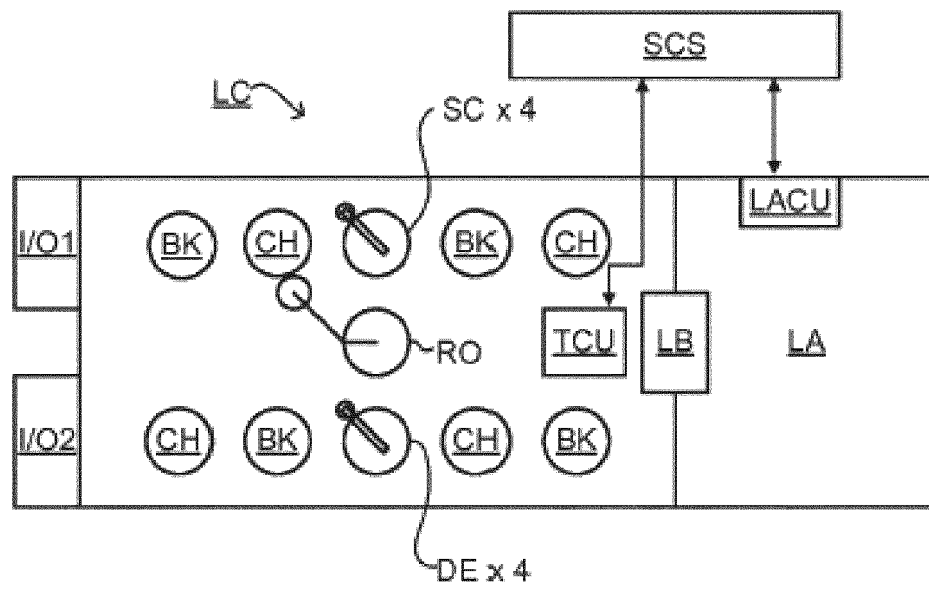 SCS
LC
SC x 4
I/O1
BK
CH
BK
CH
LACU
RO
TCU
LB
LA
I/O2
CH
BK
CH
BK
DE x 4